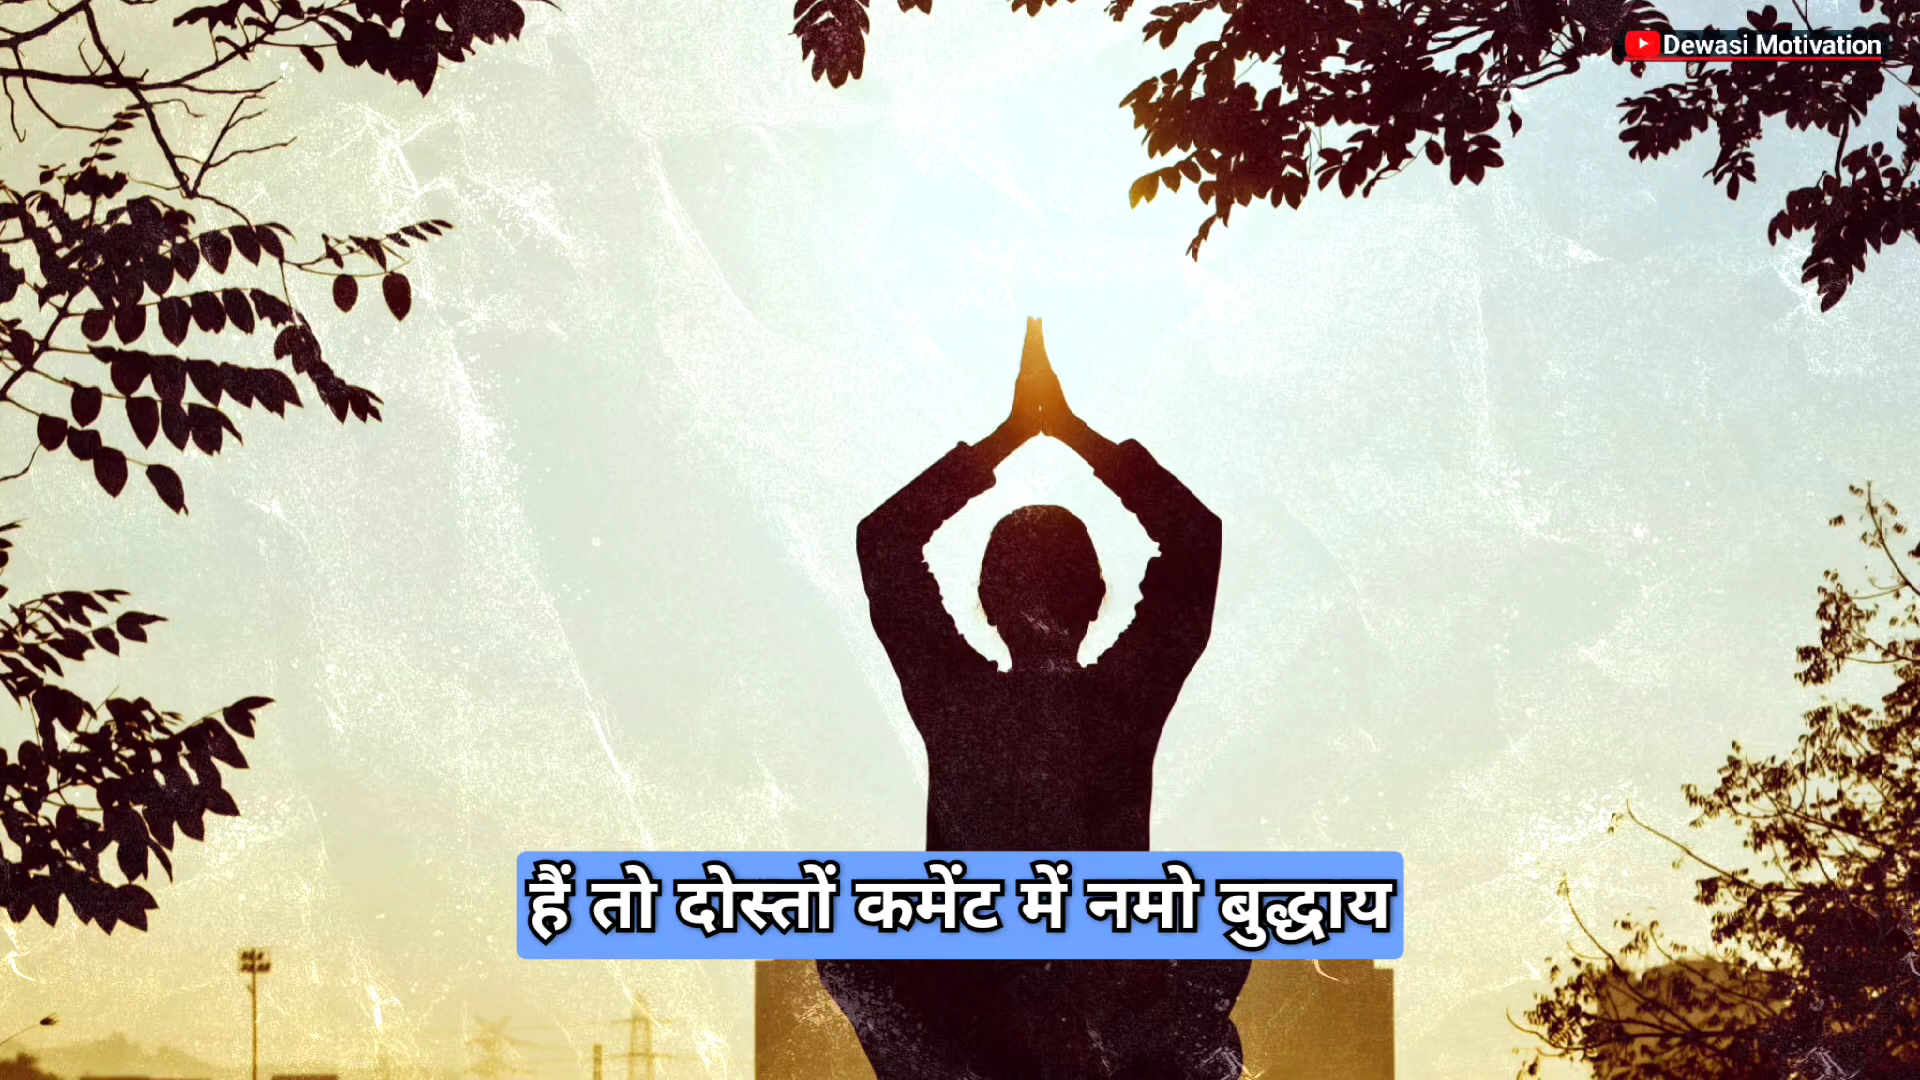 Dewasi Motivation
हैं तो दोस्तों कमेंट में नमो बुद्धाय